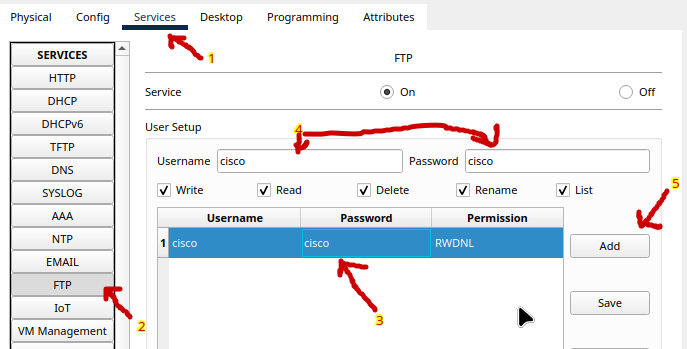 Physical Config Services Desktop Programming Attributes
1
SERVICES
HTTP
DHCP
DHCPv6
TFTP
DNS
SYSLOG
AAA
NTP
EMAIL
FTP
IoT
VM Management
2
FTP
Service On Off
User Setup
4
Username cisco Password cisco
Write Read Delete Rename List
5
Username Password Permission
1 cisco cisco RWDNL
Add
3
Save